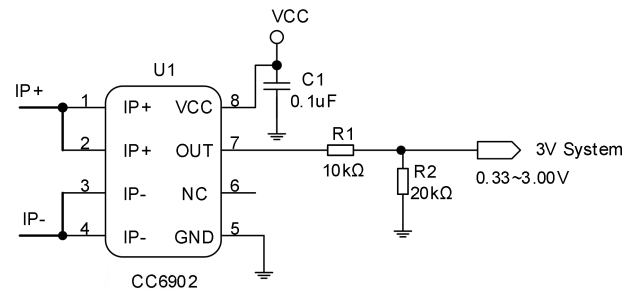 VCC
U1
IP+
C1
0.1uF
1 IP+ VCC 8
2 IP+ OUT 7
R1
10kΩ
3V System
0.33~3.00V
R2
20kΩ
3 IP- NC 6
IP-
4 IP- GND 5
CC6902